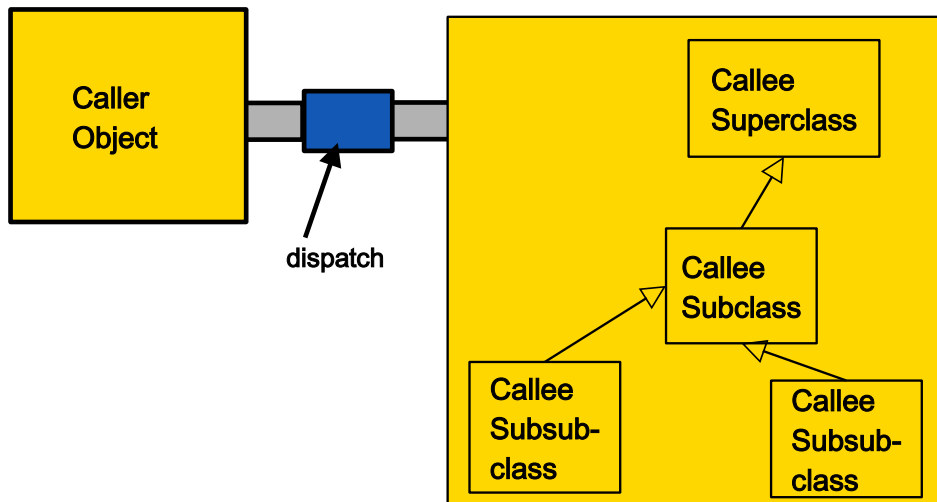 Caller
Object
dispatch
Callee
Superclass
Callee
Subclass
Callee
Subsub-
class
Callee
Subsub-
class